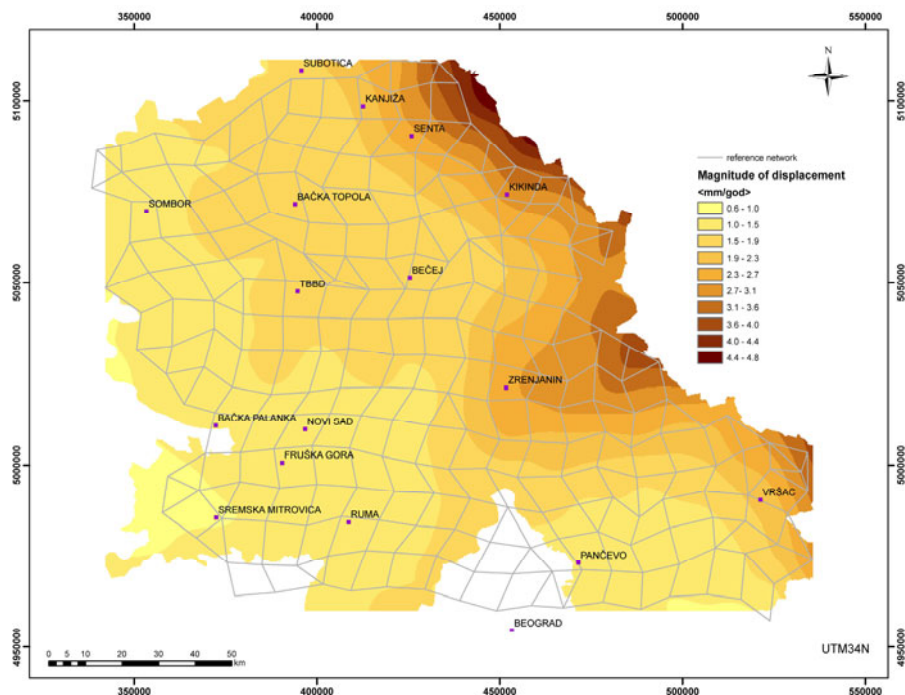 350000 400000 450000 500000 550000
SUBOTICA
N
5100000
5100000
KANJIŽA
SENTA
reference network
Magnitude of displacement
<mm/god>
KIKINDA
SOMBOR
BAČKA TOPOLA
0.6 - 1.0
1.0 - 1.5
1.5 - 1.9
1.9 - 2.3
2.3 - 2.7
2.7 - 3.1
3.1 - 3.6
3.6 - 4.0
4.0 - 4.4
4.4 - 4.8
BEČEJ
5050000
5050000
TBBD
ZRENJANIN
BAČKA PALANKA
NOVI SAD
FRUŠKA GORA
5000000
5000000
VRŠAC
SREMSKA MITROVICA
RUMA
PANČEVO
BEOGRAD
UTM34N
4950000
4950000
0 5 10 20 30 40 50
km
350000 400000 450000 500000 550000